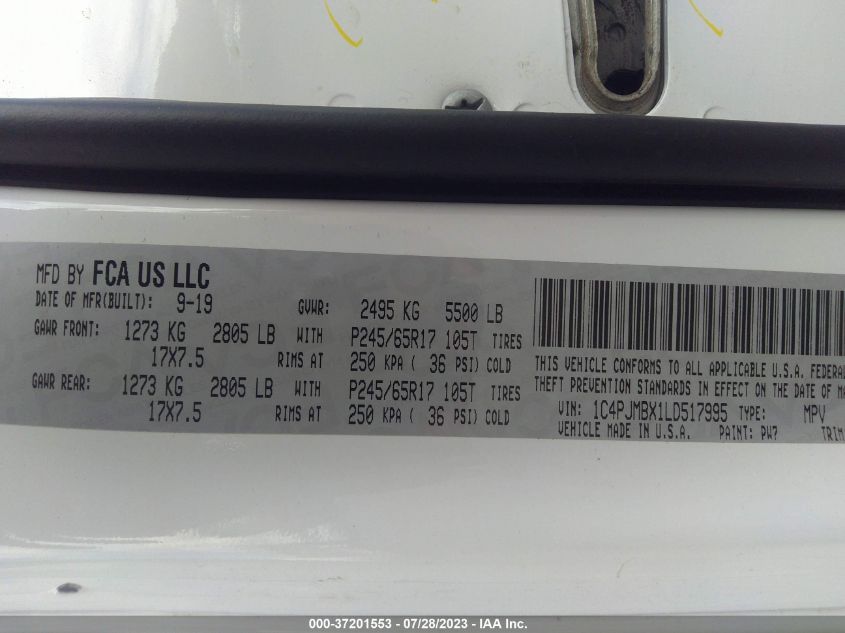 MFD BY FCA US LLC
DATE OF MFR(BUILT): 9-19 GVWR: 2495 KG 5500 LB
GAWR FRONT: 1273 KG 2805 LB WITH P245/65R17 105T TIRES
17X7.5 RIMS AT 250 KPA ( 36 PSI) COLD
GAWR REAR: 1273 KG 2805 LB WITH P245/65R17 105T TIRES
17X7.5 RIMS AT 250 KPA ( 36 PSI) COLD
THIS VEHICLE CONFORMS TO ALL APPLICABLE U.S.A. FEDERAL
THEFT PREVENTION STANDARDS IN EFFECT ON THE DATE OF MA
VIN: 1C4PJMBX1LD517995 TYPE: MPV
VEHICLE MADE IN U.S.A. PAINT: PW7 TRIM
000-37201553 - 07/28/2023 - IAA Inc.